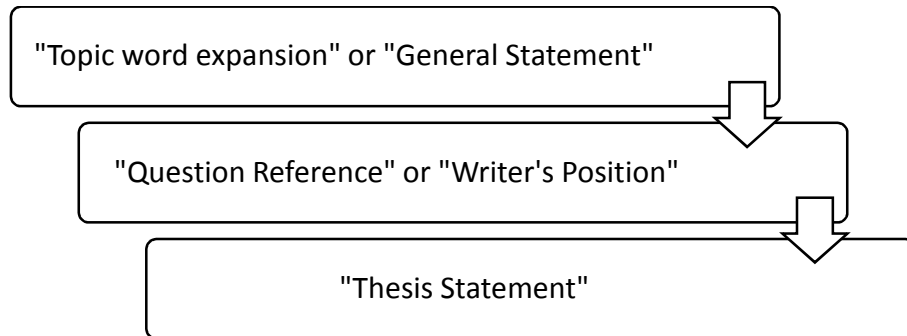 "Topic word expansion" or "General Statement"
"Question Reference" or "Writer's Position"
"Thesis Statement"